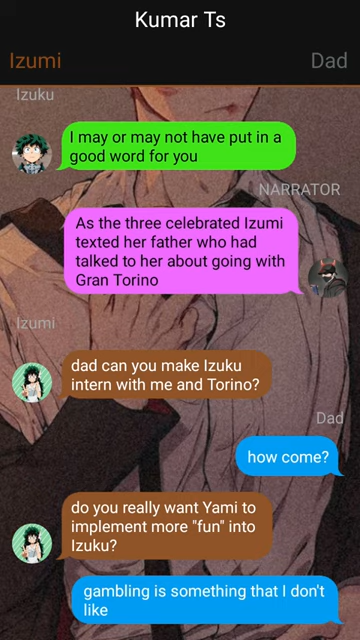 Kumar Ts
Izumi
Dad
Izuku
I may or may not have put in a
good word for you
NARRATOR
As the three celebrated Izumi
texted her father who had
talked to her about going with
Gran Torino
Izumi
dad can you make Izuku
intern with me and Torino?
Dad
how come?
do you really want Yami to
implement more "fun" into
Izuku?
gambling is something that I don't
like